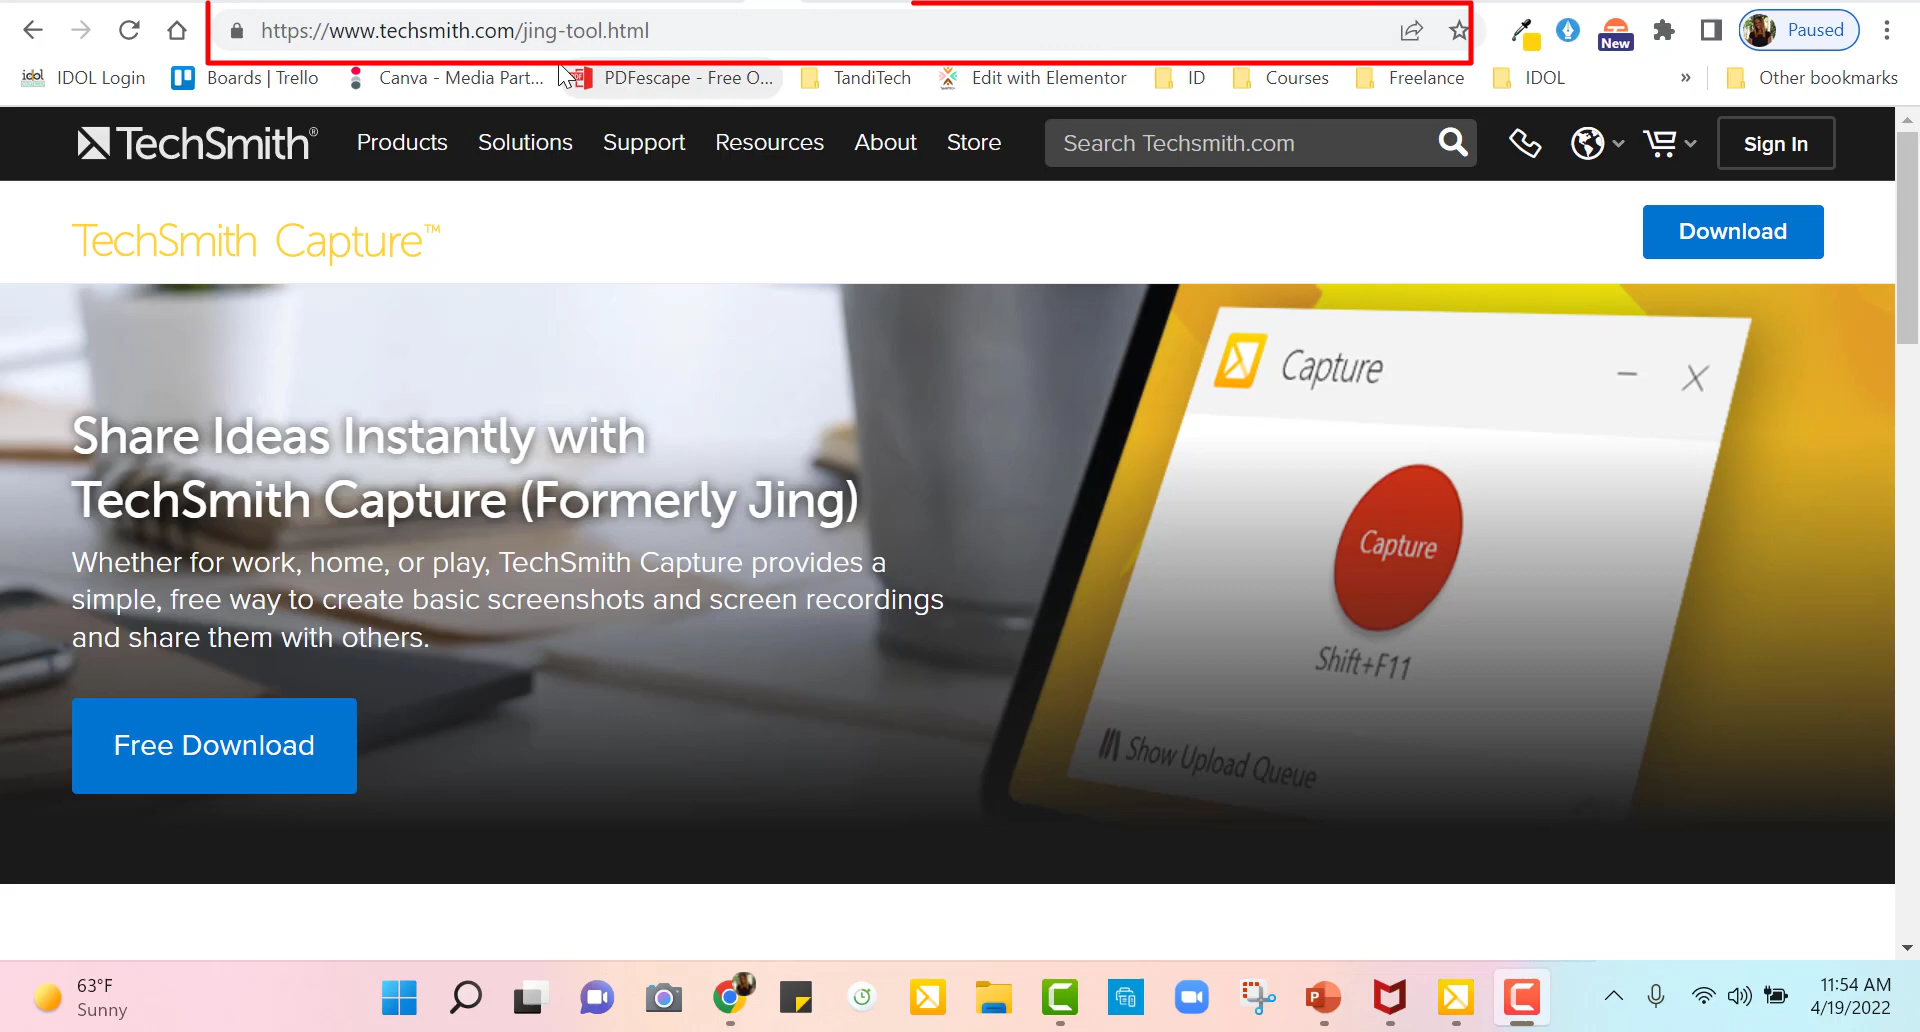 https://www.techsmith.com/jing-tool.html
New
Paused
idol IDOL Login Boards | Trello Canva - Media Part... PDFescape - Free O... TandiTech Edit with Elementor ID Courses Freelance IDOL » Other bookmarks
TechSmith® Products Solutions Support Resources About Store Search Techsmith.com Sign In
TechSmith Capture™ Download
Capture
Share Ideas Instantly with
TechSmith Capture (Formerly Jing)
Whether for work, home, or play, TechSmith Capture provides a
simple, free way to create basic screenshots and screen recordings
and share them with others.
Free Download
Capture
Shift+F11
Show Upload Queue
63°F
Sunny
11:54 AM
4/19/2022